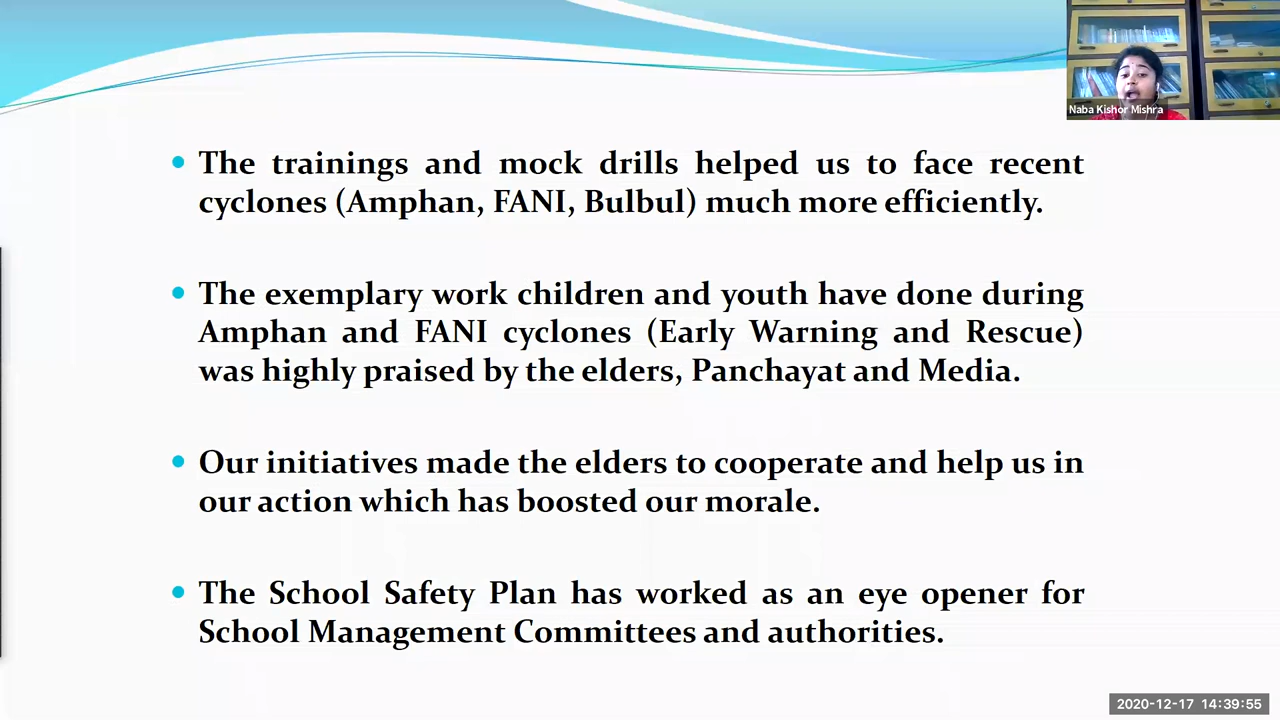 Naba Kishor Mishra
The trainings and mock drills helped us to face recent
cyclones (Amphan, FANI, Bulbul) much more efficiently.
The exemplary work children and youth have done during
Amphan and FANI cyclones (Early Warning and Rescue)
was highly praised by the elders, Panchayat and Media.
Our initiatives made the elders to cooperate and help us in
our action which has boosted our morale.
The School Safety Plan has worked as an eye opener for
School Management Committees and authorities.
2020-12-17 14:39:55